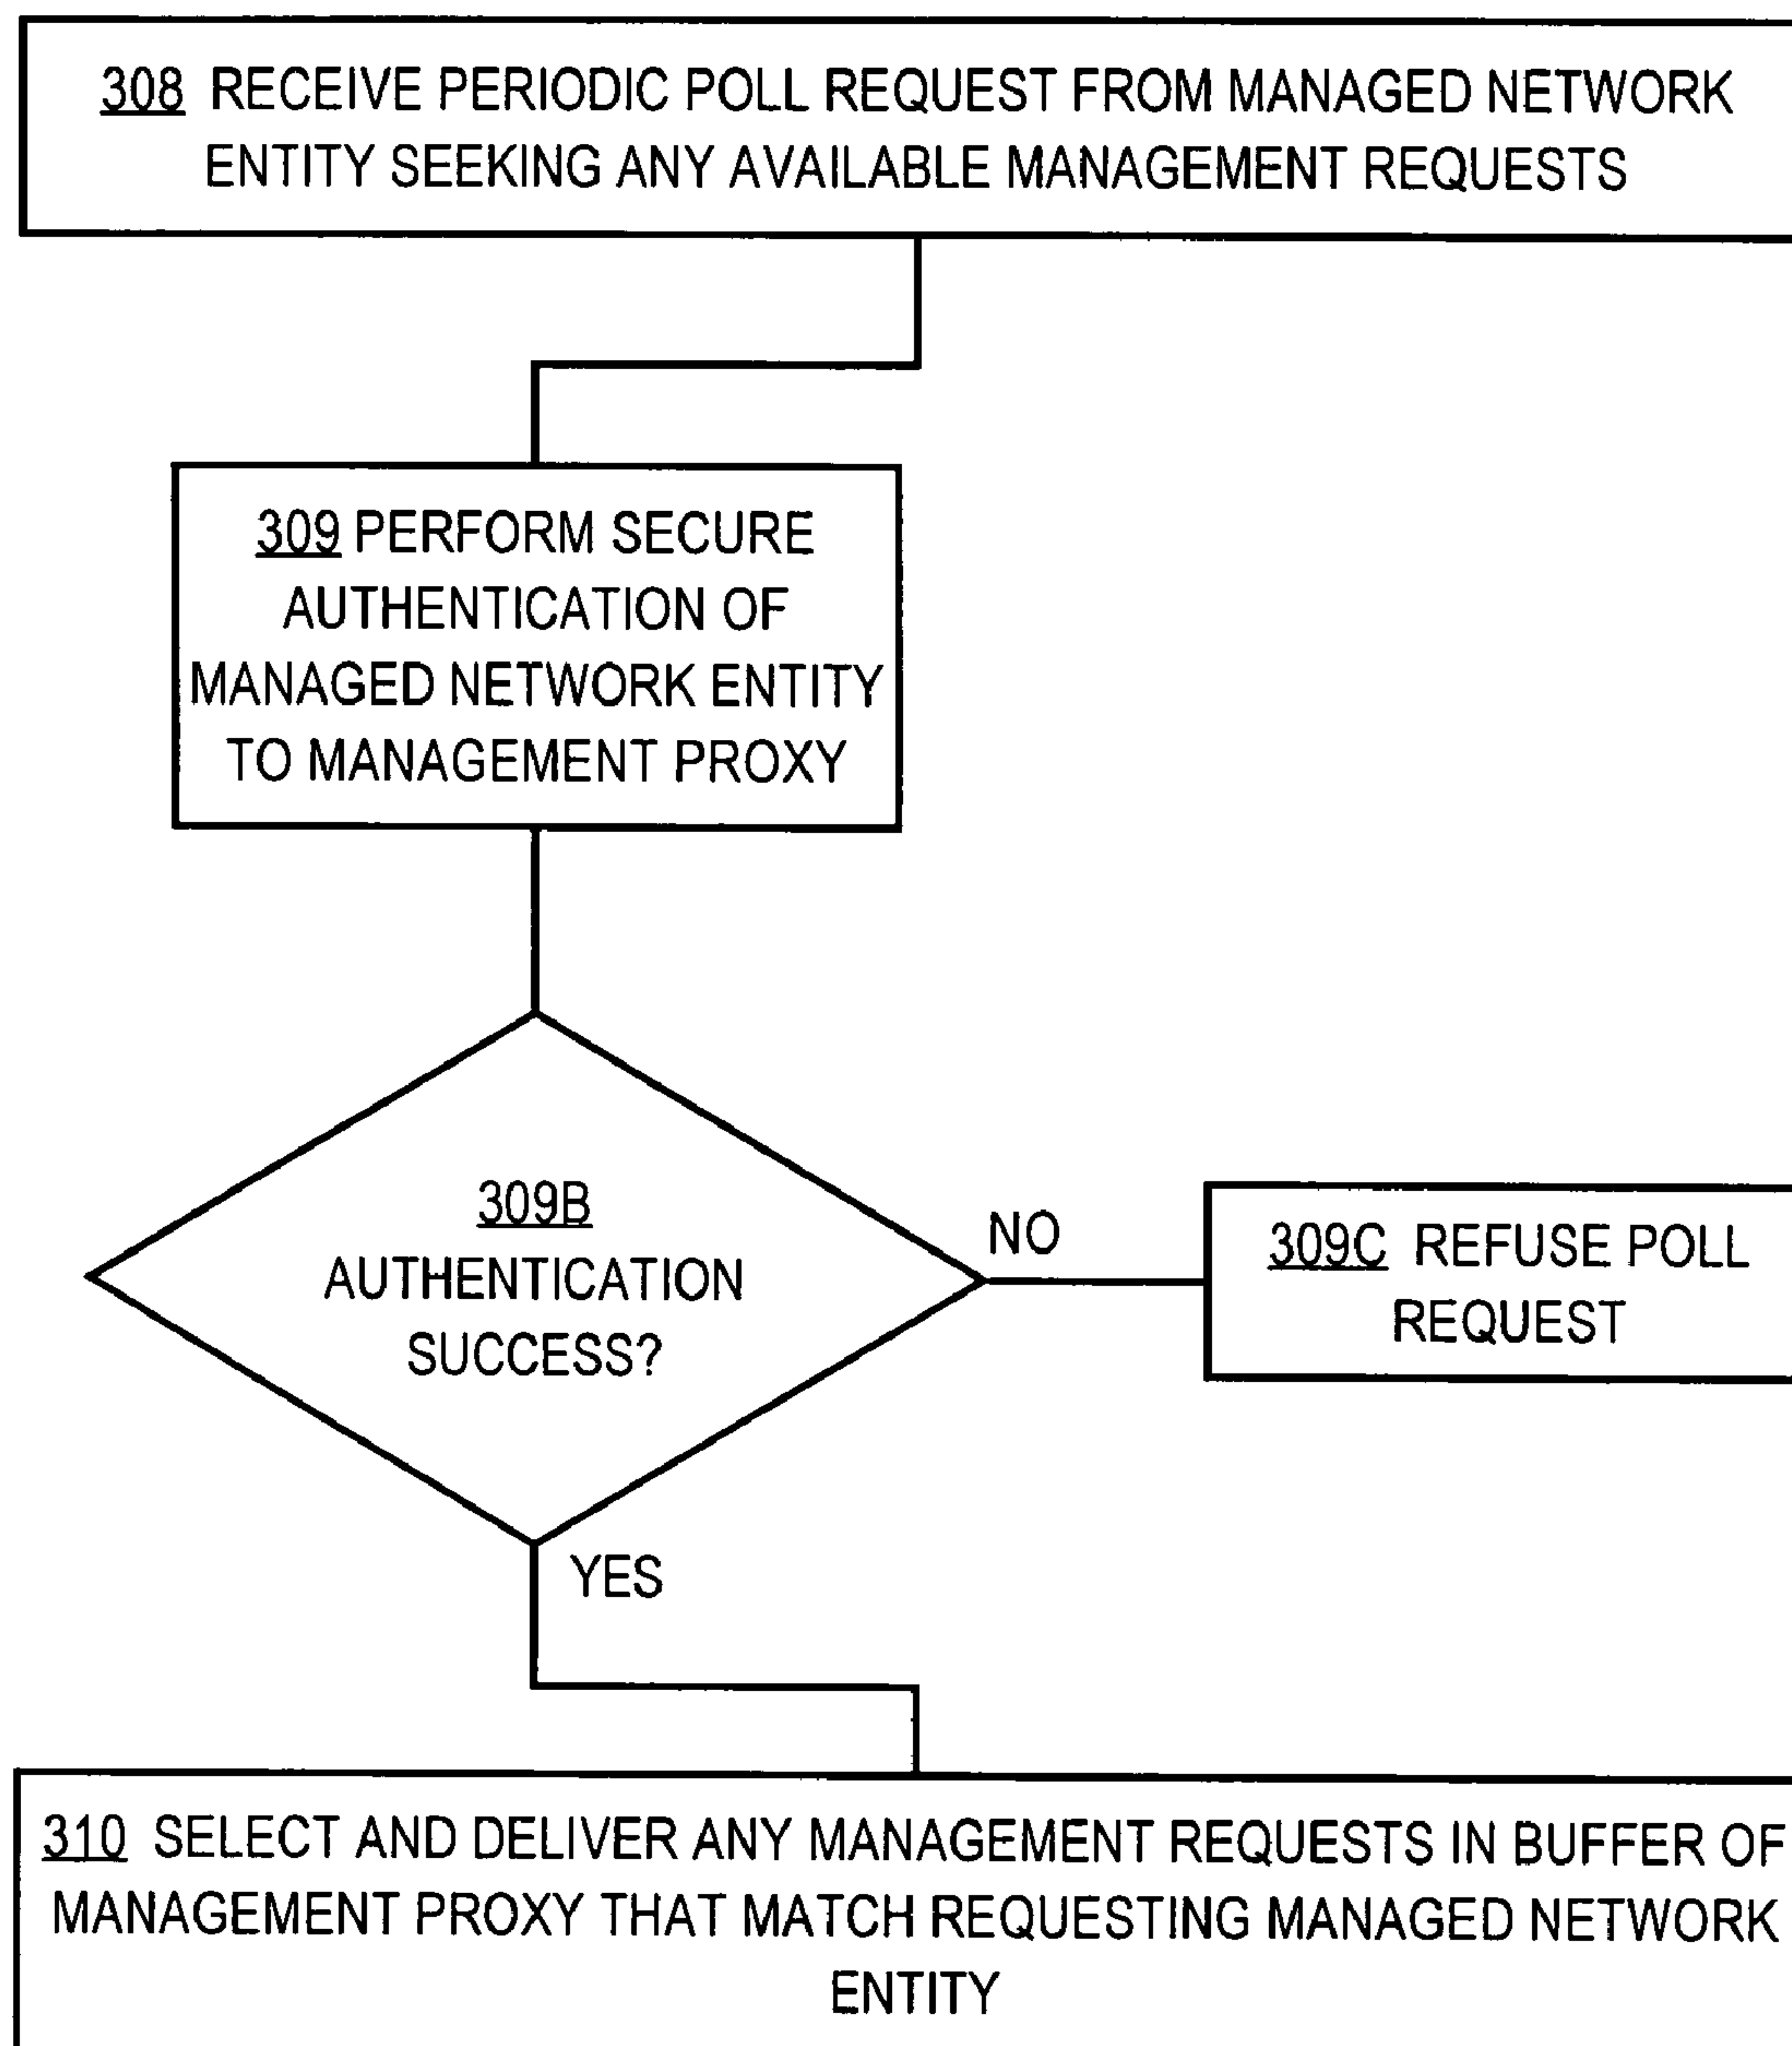 308 RECEIVE PERIODIC POLL REQUEST FROM MANAGED NETWORK
ENTITY SEEKING ANY AVAILABLE MANAGEMENT REQUESTS
309 PERFORM SECURE
AUTHENTICATION OF
MANAGED NETWORK ENTITY
TO MANAGEMENT PROXY
309B
AUTHENTICATION
SUCCESS?
NO
309C REFUSE POLL
REQUEST
YES
310 SELECT AND DELIVER ANY MANAGEMENT REQUESTS IN BUFFER OF
MANAGEMENT PROXY THAT MATCH REQUESTING MANAGED NETWORK
ENTITY